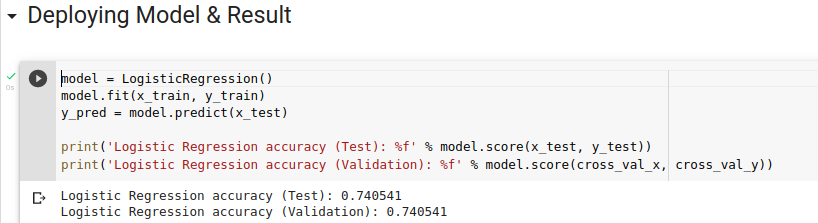 Deploying Model & Result
model = LogisticRegression()
model.fit(x_train, y_train)
y_pred = model.predict(x_test)
print('Logistic Regression accuracy (Test): %f' % model.score(x_test, y_test))
print('Logistic Regression accuracy (Validation): %f' % model.score(cross_val_x, cross_val_y))
0s
Logistic Regression accuracy (Test): 0.740541
Logistic Regression accuracy (Validation): 0.740541